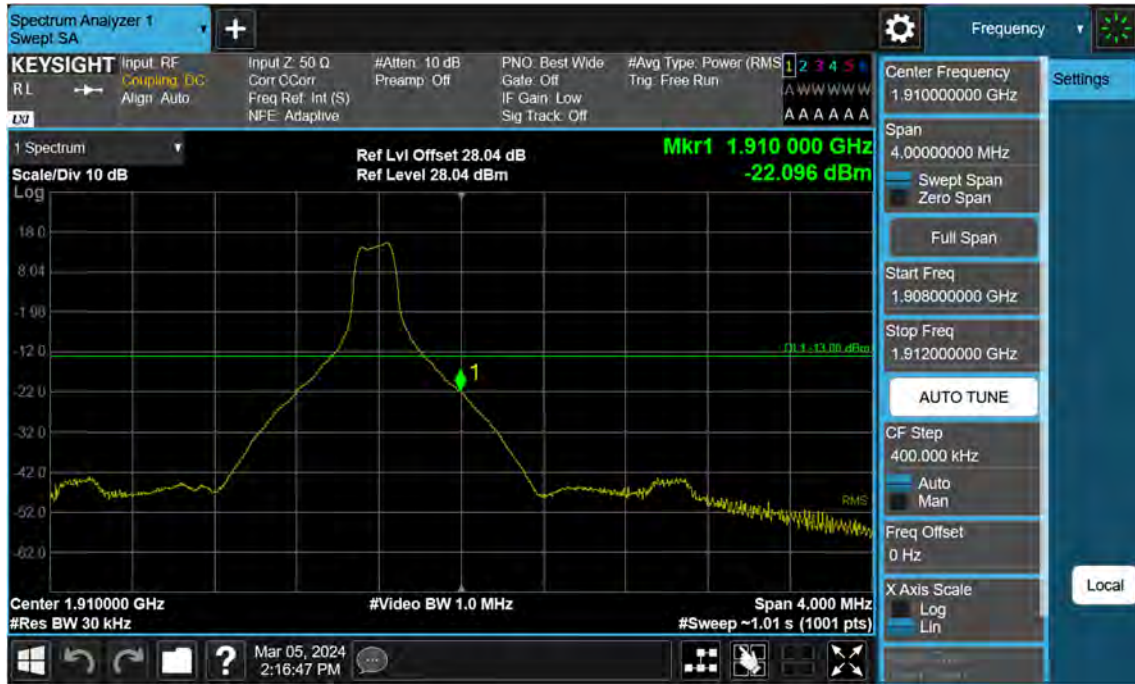 Spectrum Analyzer 1
Swept SA
Frequency
KEYSIGHT
R L
LXI
Input: RF
Coupling: DC
Align: Auto
Input Z: 50 Ω
Corr CCorr
Freq Ref: Int (S)
NFE: Adaptive
#Atten: 10 dB
Preamp: Off
PNO: Best Wide
Gate: Off
IF Gain: Low
Sig Track: Off
#Avg Type: Power (RMS
Trig: Free Run
1 2 3 4 5 6
A W W W W W
A A A A A A
1 Spectrum
Scale/Div 10 dB
Ref Lvl Offset 28.04 dB
Ref Level 28.04 dBm
Mkr1 1.910 000 GHz
-22.096 dBm
Log
18.0
8.04
-1.96
-12.0
-22.0
-32.0
-42.0
-52.0
-62.0
DL1 -13.00 dBm
1
RMS
Center 1.910000 GHz
#Res BW 30 kHz
#Video BW 1.0 MHz
Span 4.000 MHz
#Sweep ~1.01 s (1001 pts)
Mar 05, 2024
2:16:47 PM
Center Frequency
1.910000000 GHz
Span
4.00000000 MHz
Swept Span
Zero Span
Full Span
Start Freq
1.908000000 GHz
Stop Freq
1.912000000 GHz
AUTO TUNE
CF Step
400.000 kHz
Auto
Man
Freq Offset
0 Hz
X Axis Scale
Log
Lin
Settings
Local